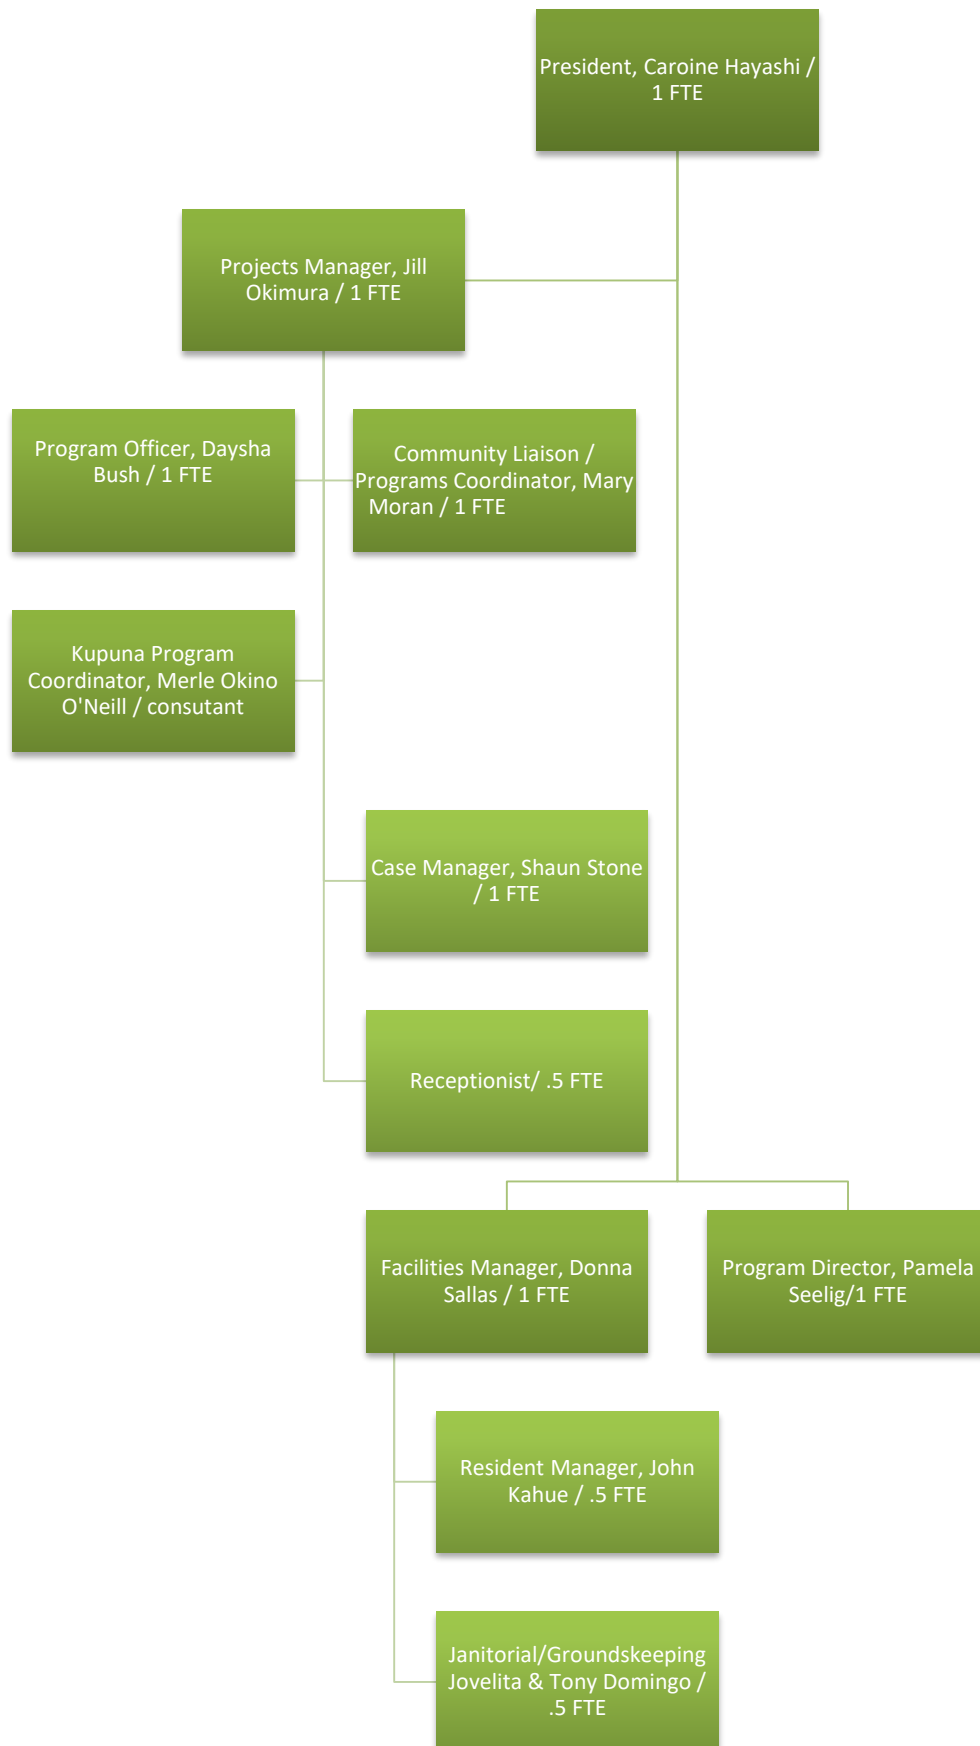 President, Caroine Hayashi /
1 FTE
Projects Manager, Jill
Okimura / 1 FTE
Program Officer, Daysha
Bush / 1 FTE
Community Liaison /
Programs Coordinator, Mary
Moran / 1 FTE
Kupuna Program
Coordinator, Merle Okino
O'Neill / consutant
Case Manager, Shaun Stone
/ 1 FTE
Receptionist/ .5 FTE
Facilities Manager, Donna
Sallas / 1 FTE
Program Director, Pamela
Seelig/1 FTE
Resident Manager, John
Kahue / .5 FTE
Janitorial/Groundskeeping
Jovelita & Tony Domingo /
.5 FTE